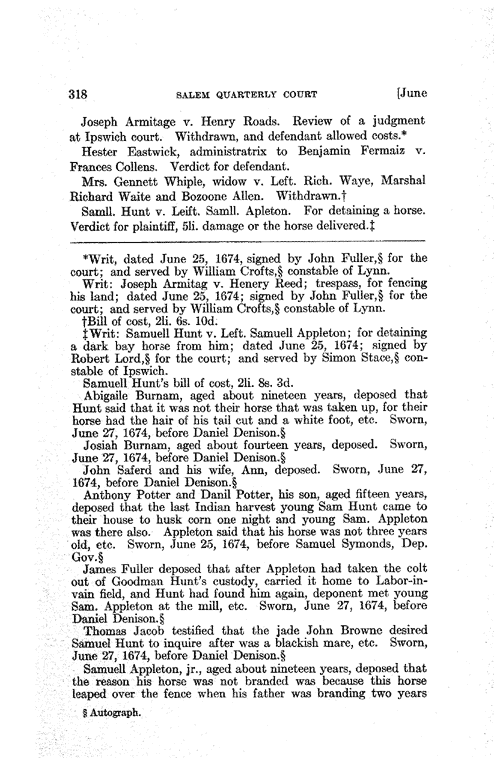 318 SALEM QUARTERLY COURT [June
Joseph Armitage v. Henry Roads. Review of a judgment
at Ipswich court. Withdrawn, and defendant allowed costs.*
Hester Eastwick, administratrix to Benjamin Fermaiz v.
Frances Collens. Verdict for defendant.
Mrs. Gennett Whiple, widow v. Left. Rich. Waye, Marshal
Richard Waite and Bozoone Allen. Withdrawn.†
Samll. Hunt v. Leift. Samll. Apleton. For detaining a horse.
Verdict for plaintiff, 5li. damage or the horse delivered.‡
*Writ, dated June 25, 1674, signed by John Fuller,§ for the
court; and served by William Crofts,§ constable of Lynn.
Writ: Joseph Armitag v. Henery Reed; trespass, for fencing
his land; dated June 25, 1674; signed by John Fuller,§ for the
court; and served by William Crofts,§ constable of Lynn.
†Bill of cost, 2li. 6s. 10d.
‡Writ: Samuell Hunt v. Left. Samuell Appleton; for detaining
a dark bay horse from him; dated June 25, 1674; signed by
Robert Lord,§ for the court; and served by Simon Stace,§ con-
stable of Ipswich.
Samuell Hunt's bill of cost, 2li. 8s. 3d.
Abigaile Burnam, aged about nineteen years, deposed that
Hunt said that it was not their horse that was taken up, for their
horse had the hair of his tail cut and a white foot, etc. Sworn,
June 27, 1674, before Daniel Denison.§
Josiah Burnam, aged about fourteen years, deposed. Sworn,
June 27, 1674, before Daniel Denison.§
John Saferd and his wife, Ann, deposed. Sworn, June 27,
1674, before Daniel Denison.§
Anthony Potter and Danil Potter, his son, aged fifteen years,
deposed that the last Indian harvest young Sam Hunt came to
their house to husk corn one night and young Sam. Appleton
was there also. Appleton said that his horse was not three years
old, etc. Sworn, June 25, 1674, before Samuel Symonds, Dep.
Gov.§
James Fuller deposed that after Appleton had taken the colt
out of Goodman Hunt's custody, carried it home to Labor-in-
vain field, and Hunt had found him again, deponent met young
Sam. Appleton at the mill, etc. Sworn, June 27, 1674, before
Daniel Denison.§
Thomas Jacob testified that the jade John Browne desired
Samuel Hunt to inquire after was a blackish mare, etc. Sworn,
June 27, 1674, before Daniel Denison.§
Samuell Appleton, jr., aged about nineteen years, deposed that
the reason his horse was not branded was because this horse
leaped over the fence when his father was branding two years
§ Autograph.